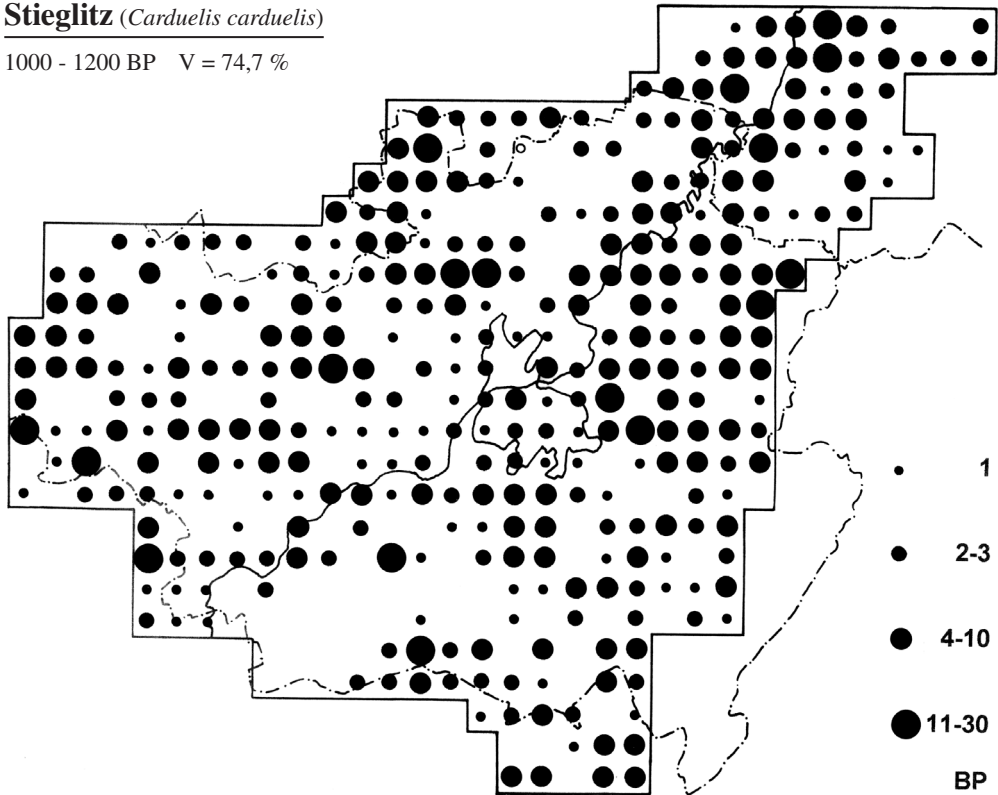 Stieglitz (Carduelis carduelis)
1000 - 1200 BP V = 74,7 %
1
2-3
4-10
11-30
BP